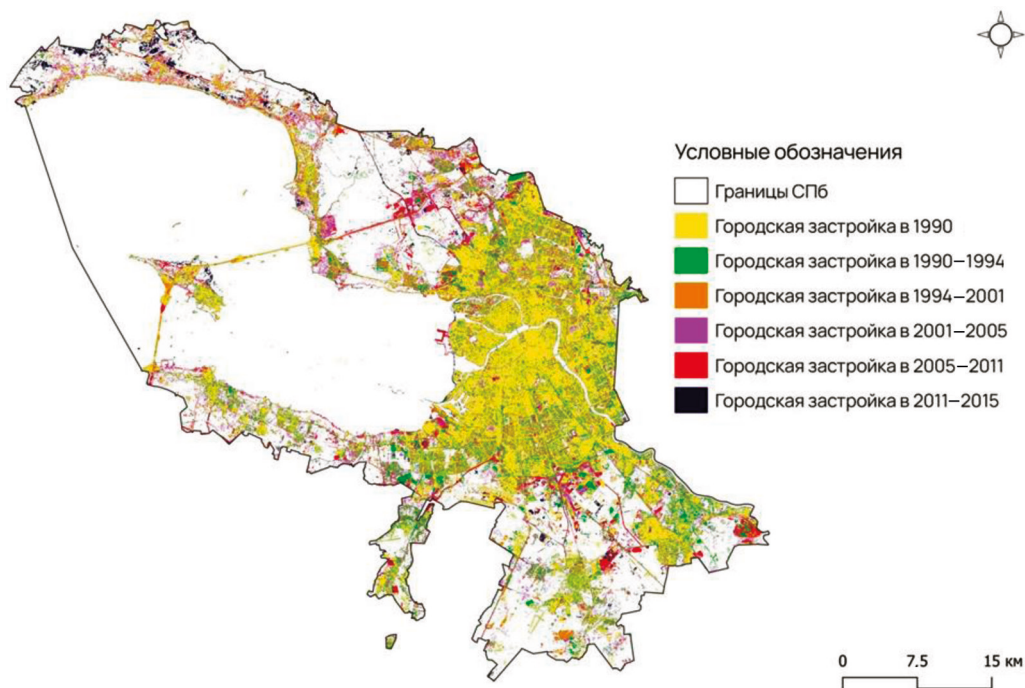 Условные обозначения
Границы СПб
Городская застройка в 1990
Городская застройка в 1990–1994
Городская застройка в 1994–2001
Городская застройка в 2001–2005
Городская застройка в 2005–2011
Городская застройка в 2011–2015
0 7.5 15 км